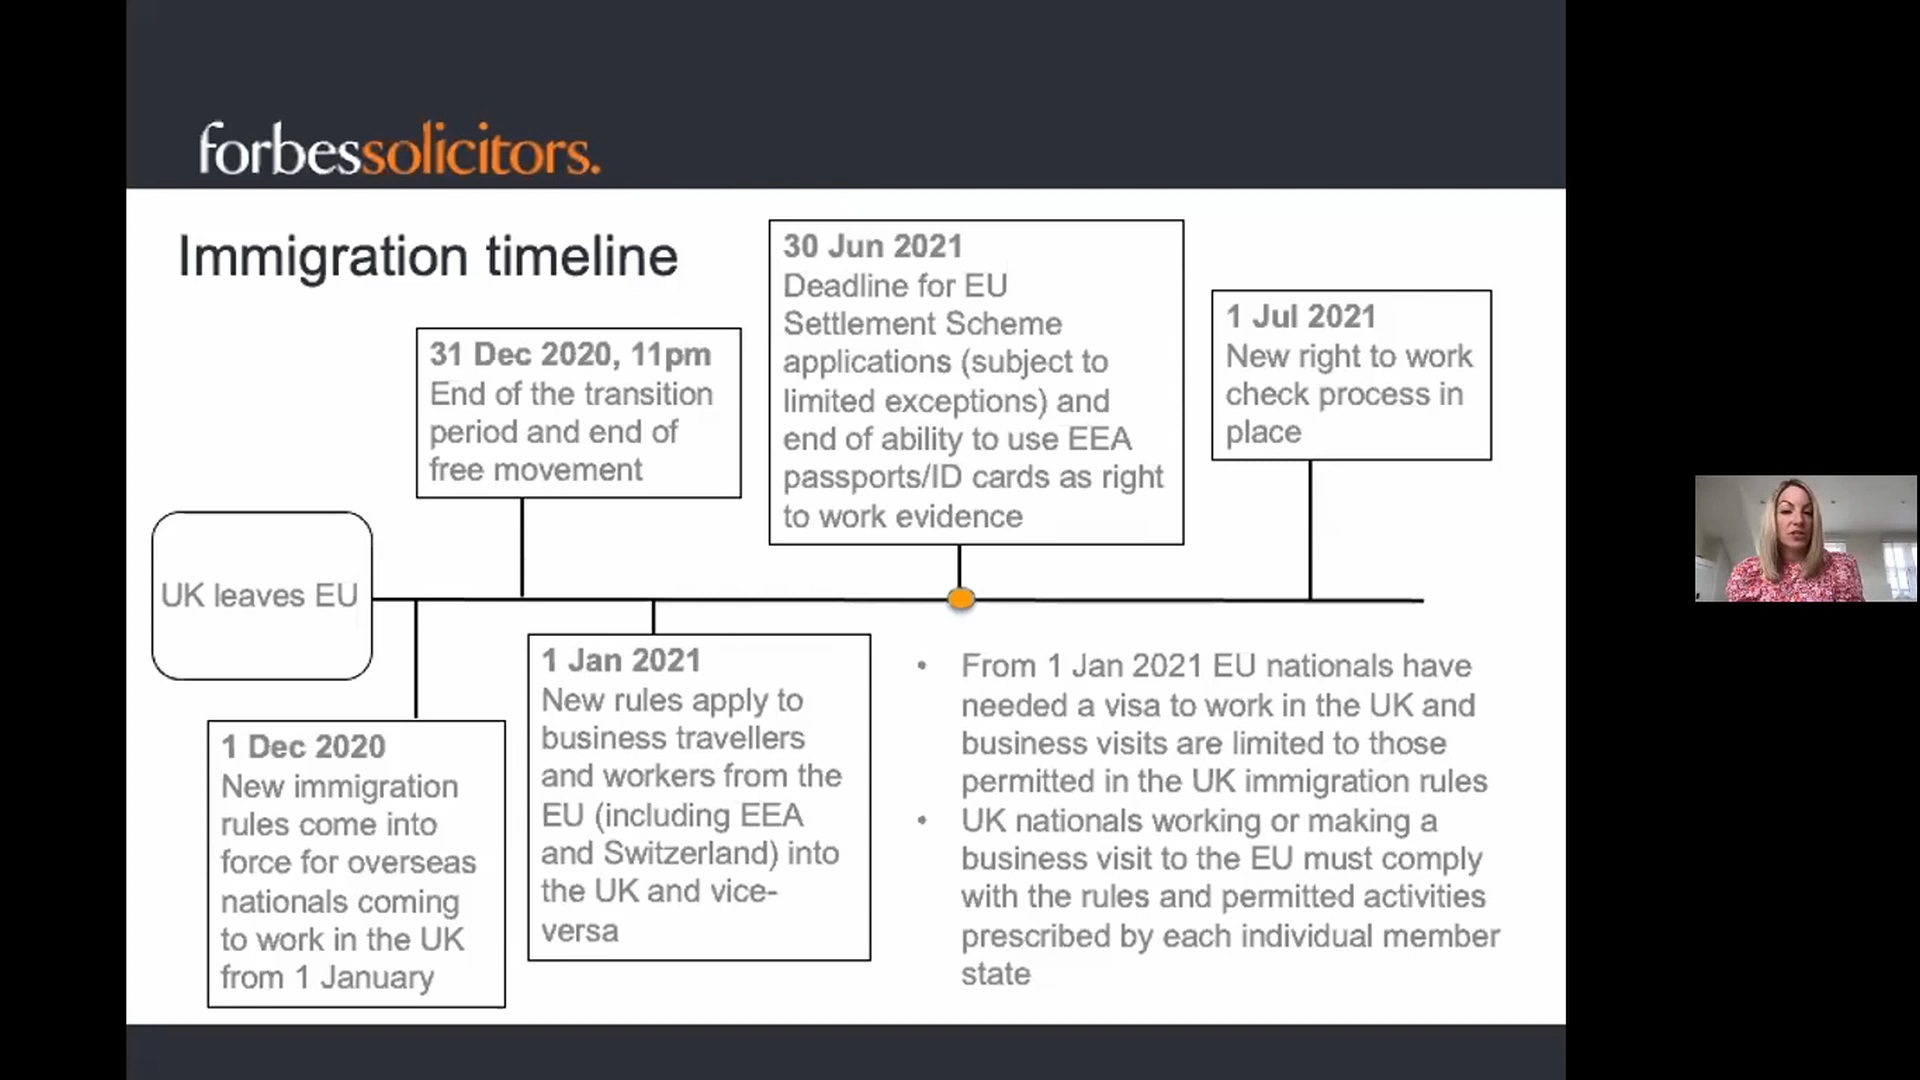 forbessolicitors.
Immigration timeline
30 Jun 2021
Deadline for EU
Settlement Scheme
applications (subject to
limited exceptions) and
end of ability to use EEA
passports/ID cards as right
to work evidence
1 Jul 2021
New right to work
check process in
place
31 Dec 2020, 11pm
End of the transition
period and end of
free movement
UK leaves EU
1 Dec 2020
New immigration
rules come into
force for overseas
nationals coming
to work in the UK
from 1 January
1 Jan 2021
New rules apply to
business travellers
and workers from the
EU (including EEA
and Switzerland) into
the UK and vice-
versa
• From 1 Jan 2021 EU nationals have
needed a visa to work in the UK and
business visits are limited to those
permitted in the UK immigration rules
• UK nationals working or making a
business visit to the EU must comply
with the rules and permitted activities
prescribed by each individual member
state